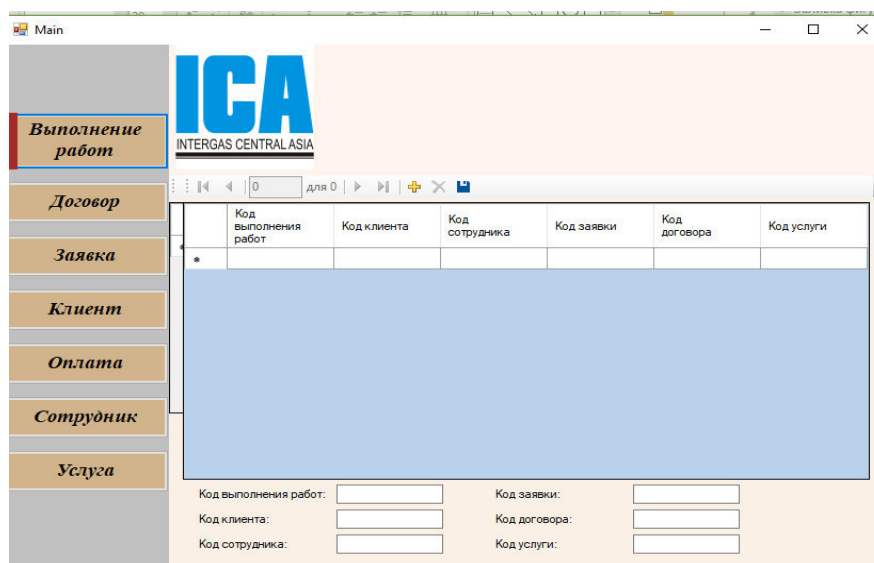 Main
ICA
INTERGAS CENTRAL ASIA
Выполнение
работ
Договор
Заявка
Клиент
Оплата
Сотрудник
Услуга
0 для 0
Код выполнения работ
Код клиента
Код сотрудника
Код заявки
Код договора
Код услуги
Код выполнения работ:
Код заявки:
Код клиента:
Код договора:
Код сотрудника:
Код услуги: